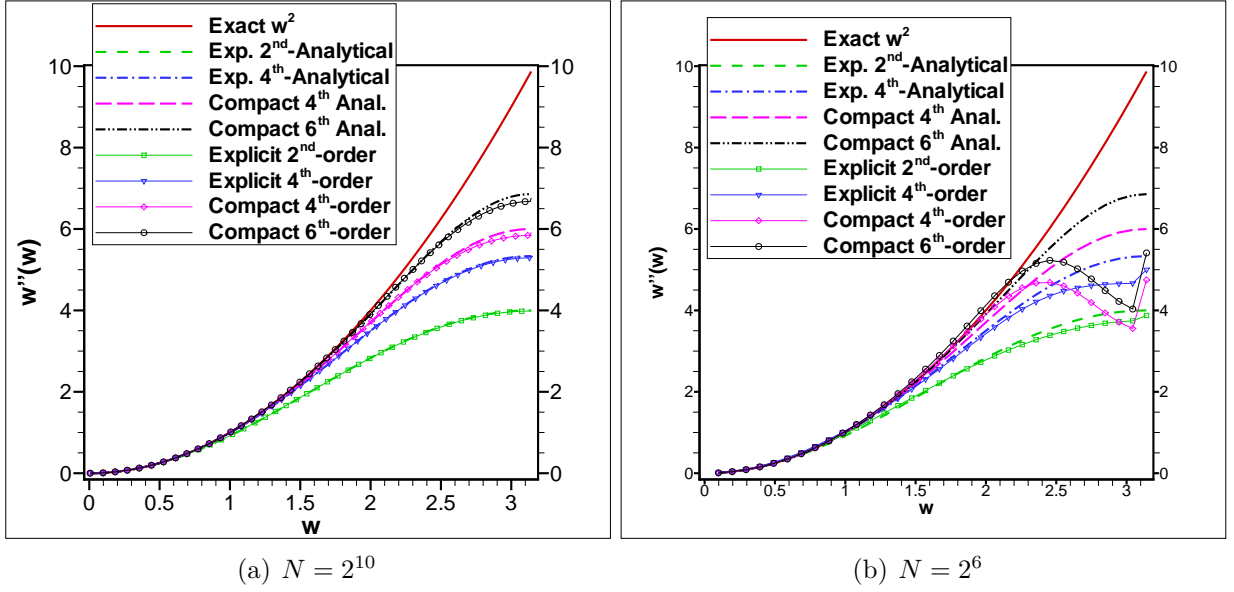 Exact w²
Exp. 2ⁿᵈ-Analytical
Exp. 4ᵗʰ-Analytical
Compact 4ᵗʰ Anal.
Compact 6ᵗʰ Anal.
Explicit 2ⁿᵈ-order
Explicit 4ᵗʰ-order
Compact 4ᵗʰ-order
Compact 6ᵗʰ-order
w''(w)
10
8
6
4
2
0
10
8
6
4
2
0
0 0.5 1 1.5 2 2.5 3
w
(a) N = 2¹⁰
Exact w²
Exp. 2ⁿᵈ-Analytical
Exp. 4ᵗʰ-Analytical
Compact 4ᵗʰ Anal.
Compact 6ᵗʰ Anal.
Explicit 2ⁿᵈ-order
Explicit 4ᵗʰ-order
Compact 4ᵗʰ-order
Compact 6ᵗʰ-order
w''(w)
10
8
6
4
2
0
10
8
6
4
2
0
0 0.5 1 1.5 2 2.5 3
w
(b) N = 2⁶